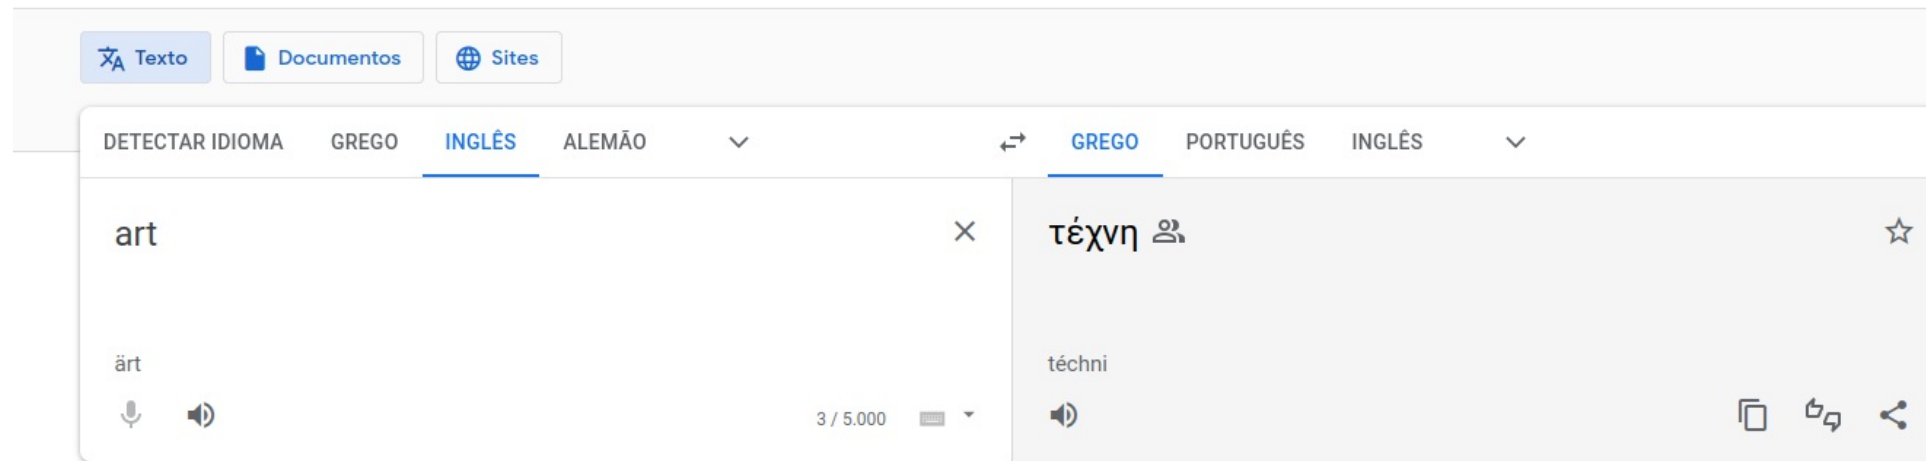 Texto Documentos Sites
DETECTAR IDIOMA GREGO INGLÊS ALEMÃO GREGO PORTUGUÊS INGLÊS
art τέχνη
ärt téchni
3 / 5.000